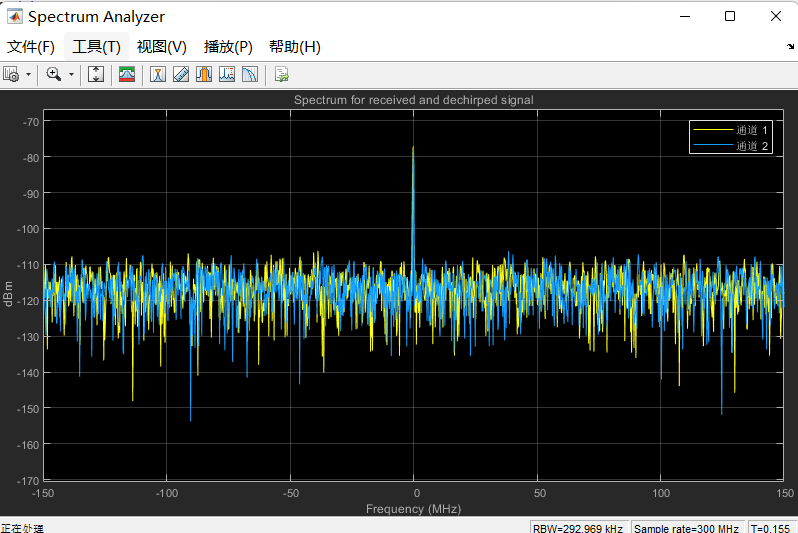 Spectrum Analyzer
文件(F) 工具(T) 视图(V) 播放(P) 帮助(H)
Spectrum for received and dechirped signal
通道 1
通道 2
dBm
-70
-80
-90
-100
-110
-120
-130
-140
-150
-160
-170
-150 -100 -50 0 50 100 150
Frequency (MHz)
正在处理 RBW=292.969 kHz Sample rate=300 MHz T=0.155